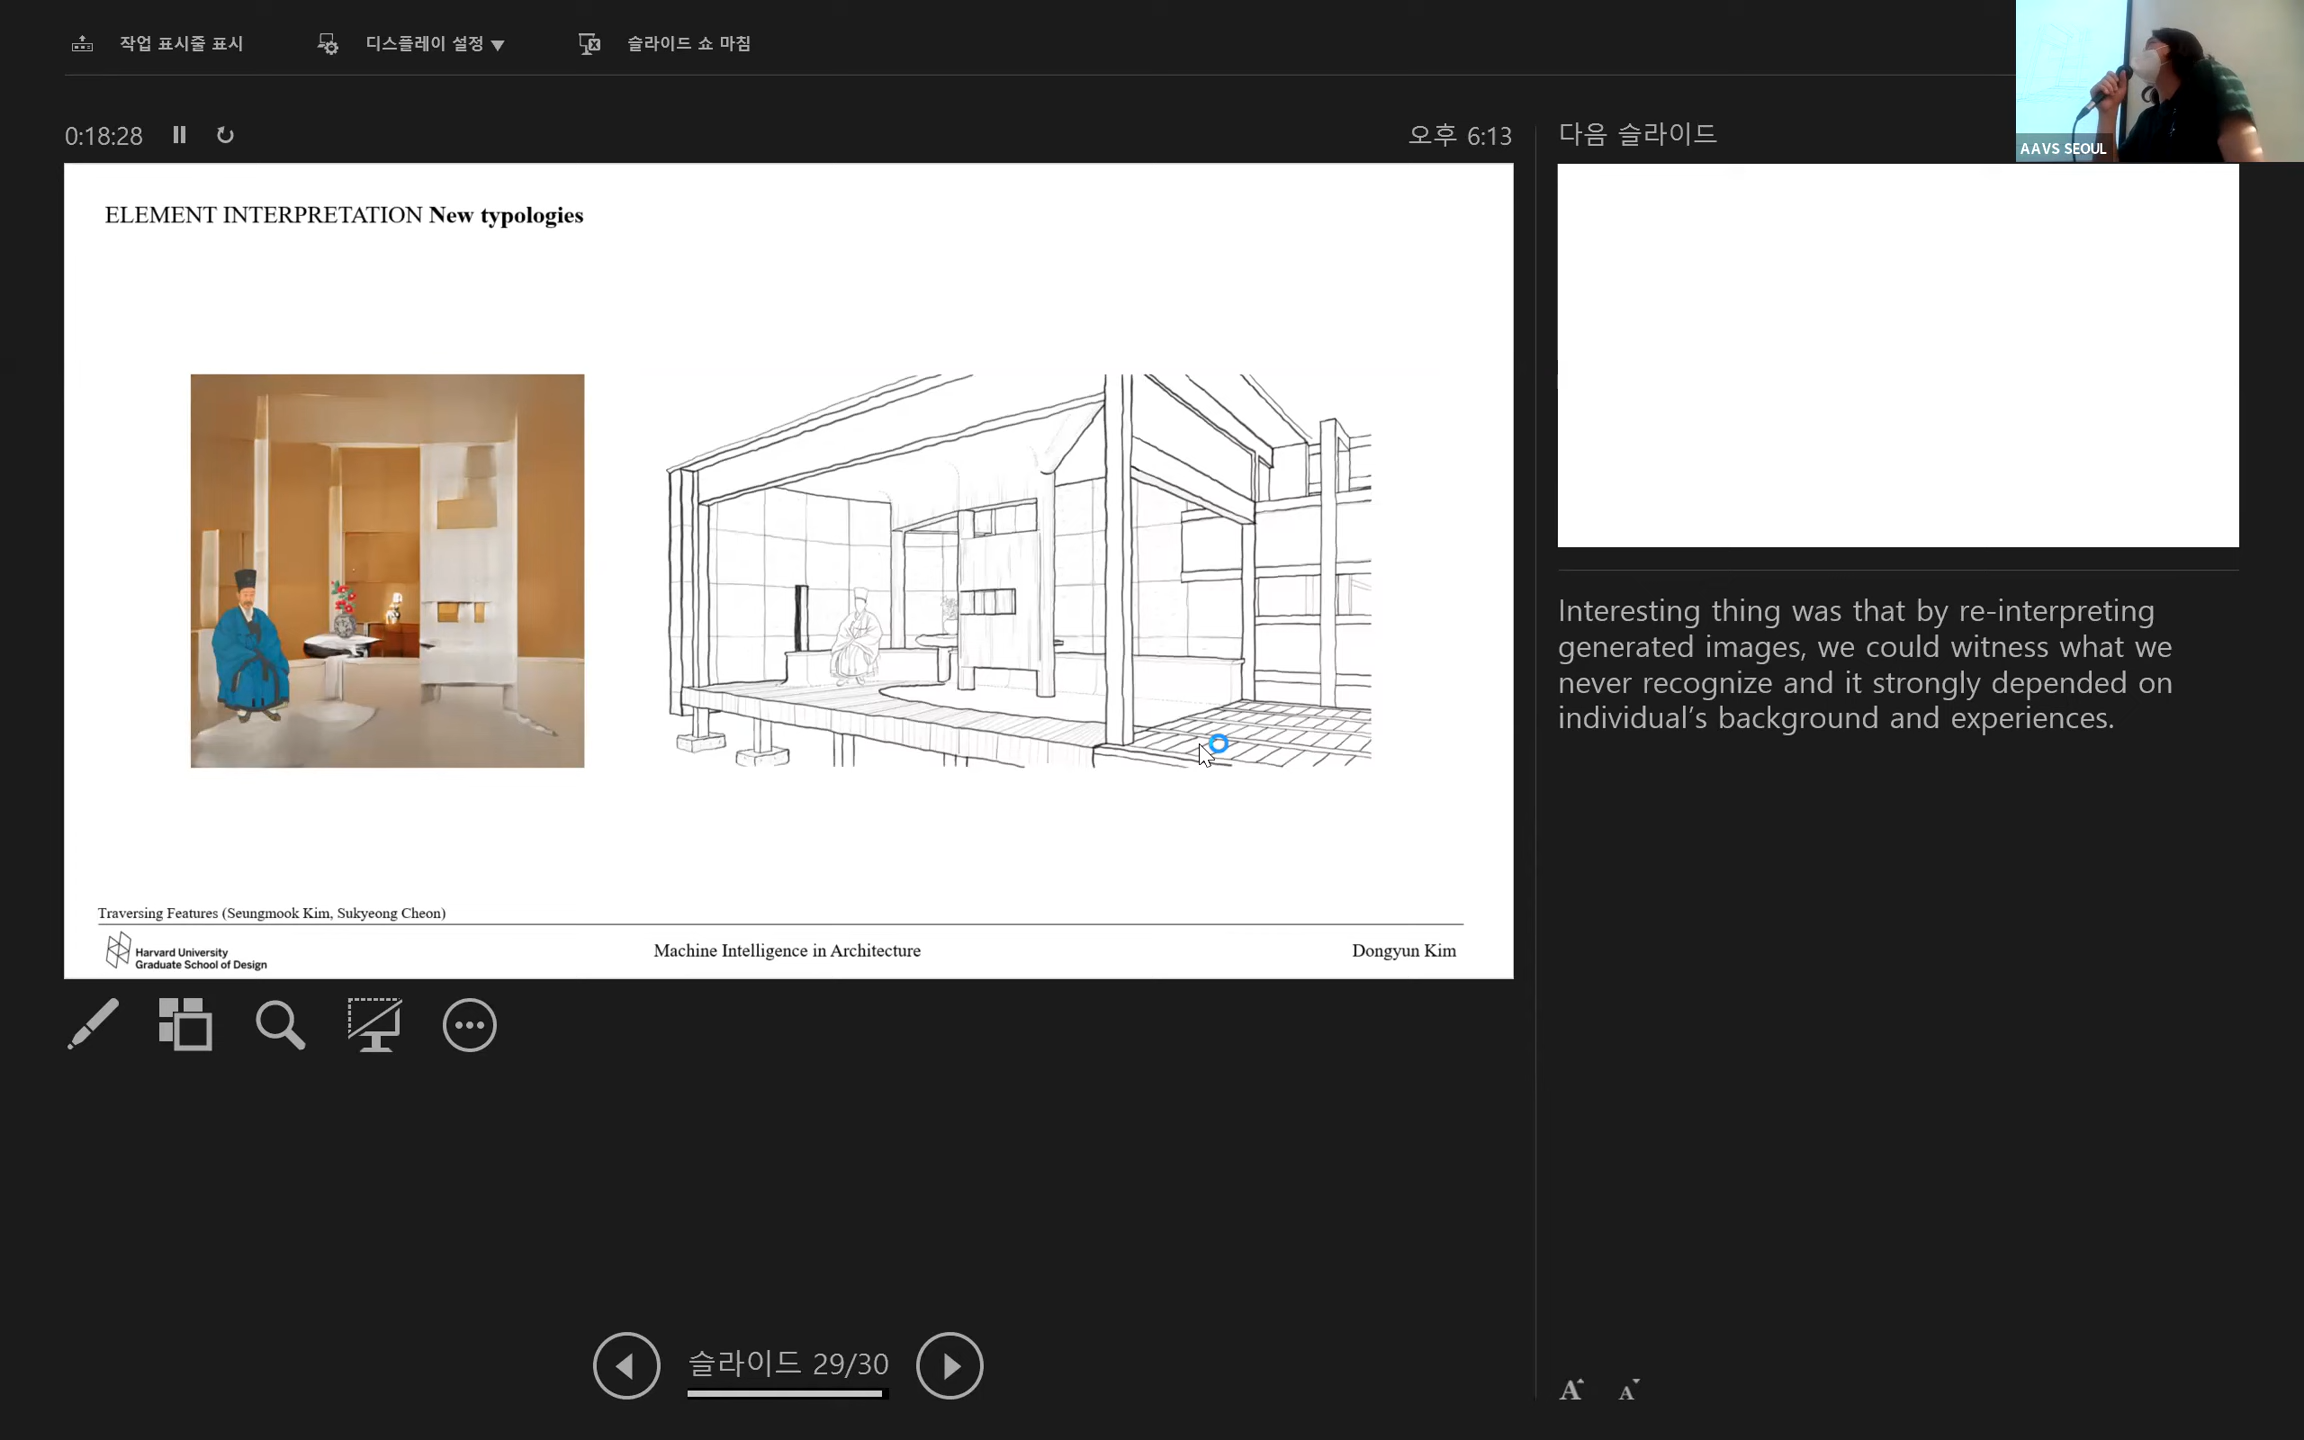 작업 표시줄 표시
디스플레이 설정 ▼
슬라이드 쇼 마침
AAVS SEOUL
0:18:28
오후 6:13
다음 슬라이드
ELEMENT INTERPRETATION New typologies
Traversing Features (Seungmook Kim, Sukyeong Cheon)
Harvard University
Graduate School of Design
Machine Intelligence in Architecture
Dongyun Kim
Interesting thing was that by re-interpreting
generated images, we could witness what we
never recognize and it strongly depended on
individual’s background and experiences.
슬라이드 29/30
A A